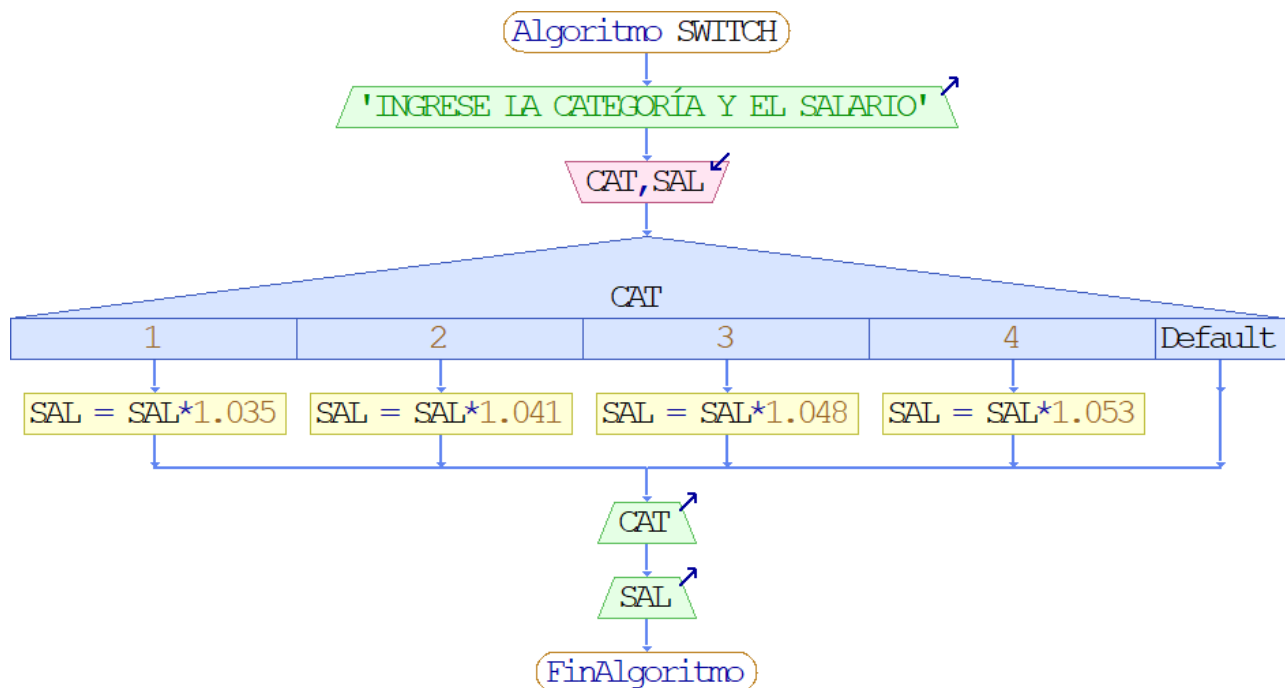 Algoritmo SWITCH
'INGRESE LA CATEGORÍA Y EL SALARIO'
CAT,SAL
CAT
1 2 3 4 Default
SAL = SAL*1.035 SAL = SAL*1.041 SAL = SAL*1.048 SAL = SAL*1.053
CAT
SAL
FinAlgoritmo